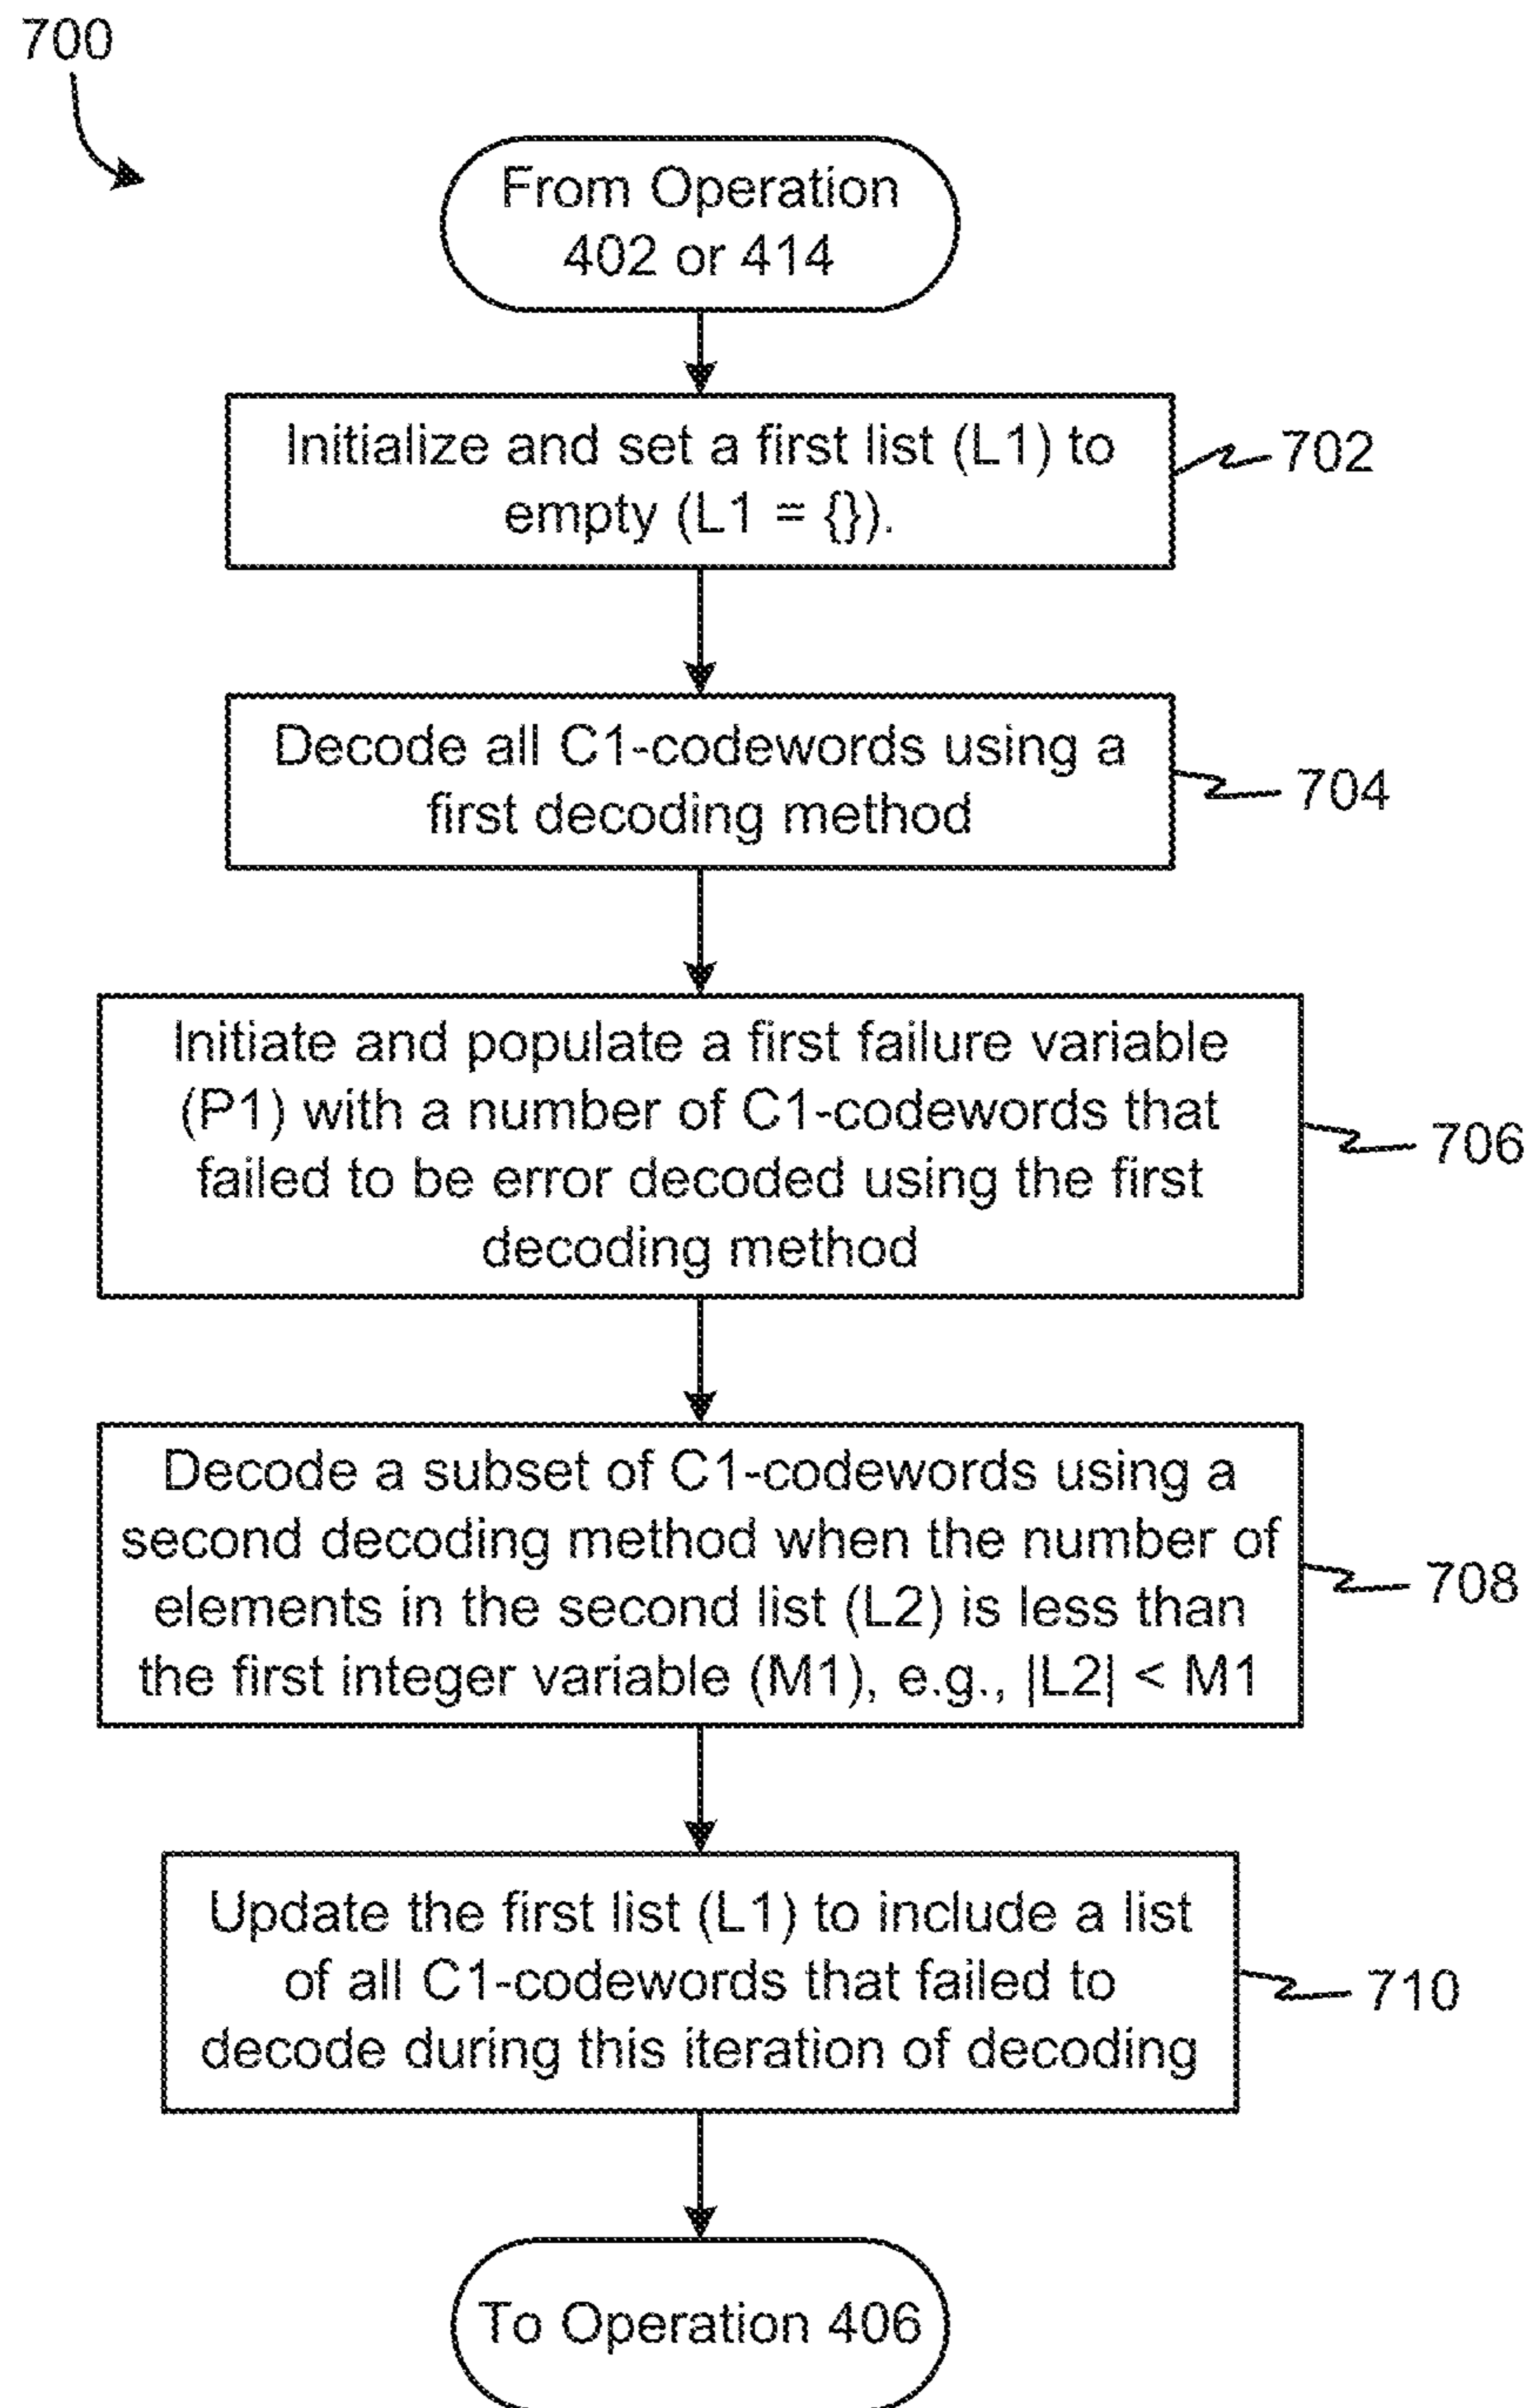 700
From Operation
402 or 414
Initialize and set a first list (L1) to
empty (L1 = {}).
702
Decode all C1-codewords using a
first decoding method
704
Initiate and populate a first failure variable
(P1) with a number of C1-codewords that
failed to be error decoded using the first
decoding method
706
Decode a subset of C1-codewords using a
second decoding method when the number of
elements in the second list (L2) is less than
the first integer variable (M1), e.g., |L2| < M1
708
Update the first list (L1) to include a list
of all C1-codewords that failed to
decode during this iteration of decoding
710
To Operation 406